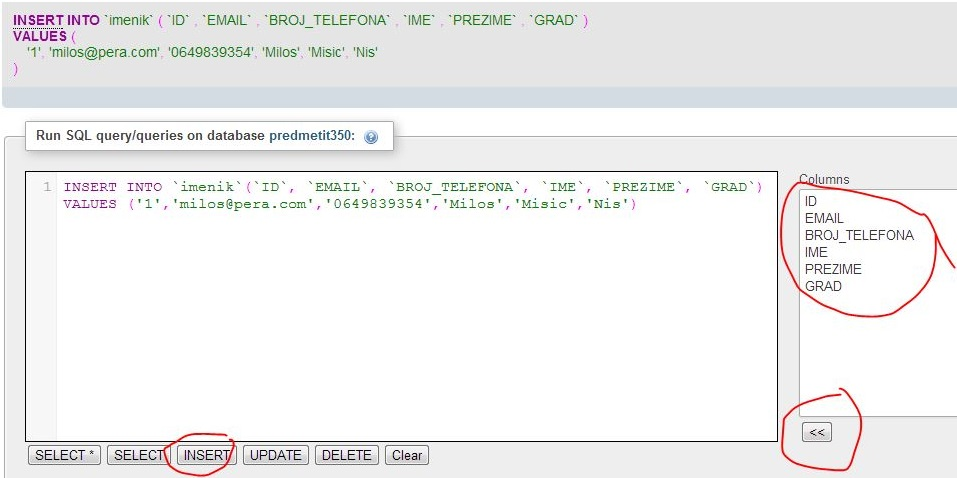 INSERT INTO `imenik` ( `ID` , `EMAIL` , `BROJ_TELEFONA` , `IME` , `PREZIME` , `GRAD` )
VALUES (
'1', 'milos@pera.com', '0649839354', 'Milos', 'Misic', 'Nis'
)
Run SQL query/queries on database predmetit350:
1 INSERT INTO `imenik`(`ID`, `EMAIL`, `BROJ_TELEFONA`, `IME`, `PREZIME`, `GRAD`)
VALUES ('1','milos@pera.com','0649839354','Milos','Misic','Nis')
Columns
ID
EMAIL
BROJ_TELEFONA
IME
PREZIME
GRAD
<<
SELECT * SELECT INSERT UPDATE DELETE Clear